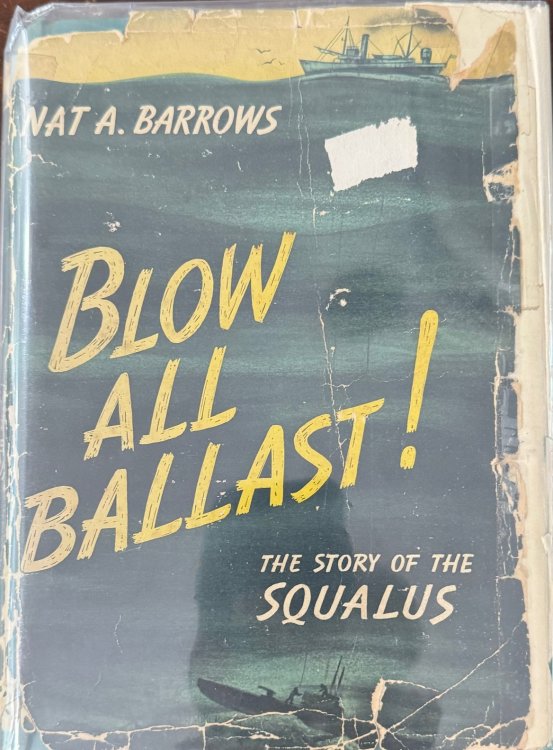 NAT A. BARROWS
BLOW
ALL
BALLAST!
THE STORY OF THE
SQUALUS